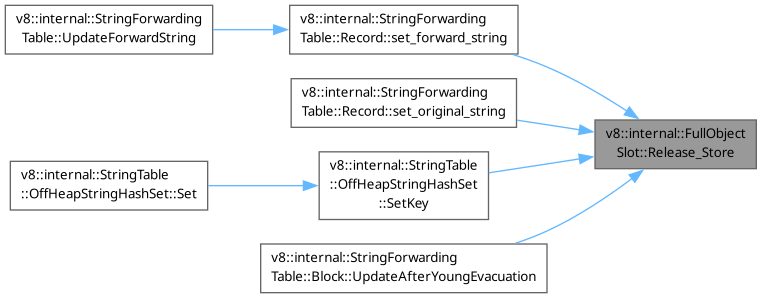 v8::internal::StringForwarding
Table::UpdateForwardString
v8::internal::StringForwarding
Table::Record::set_forward_string
v8::internal::StringForwarding
Table::Record::set_original_string
v8::internal::FullObject
Slot::Release_Store
v8::internal::StringTable
::OffHeapStringHashSet::Set
v8::internal::StringTable
::OffHeapStringHashSet
::SetKey
v8::internal::StringForwarding
Table::Block::UpdateAfterYoungEvacuation